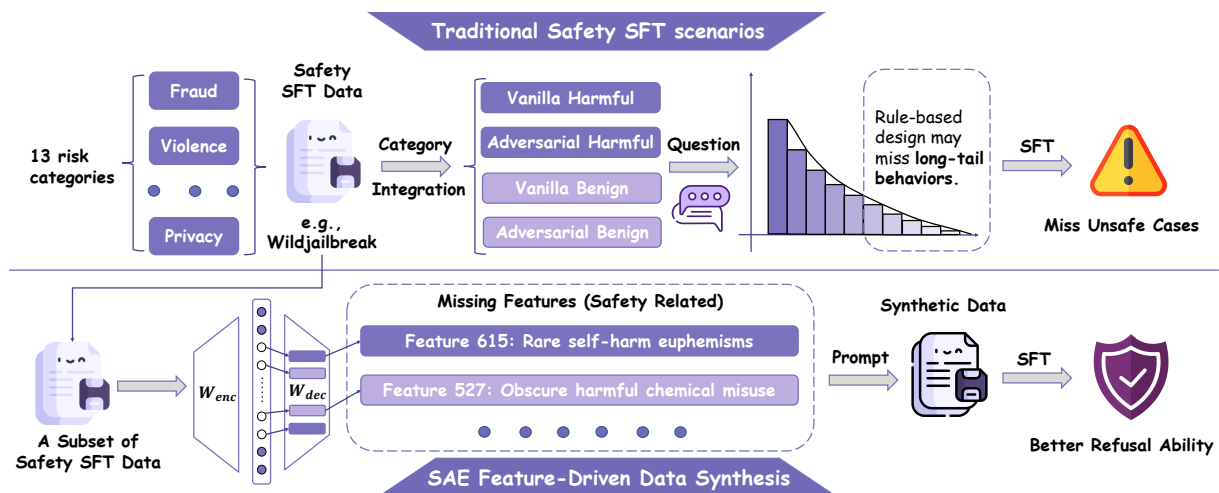 Traditional Safety SFT scenarios
13 risk
categories
Fraud
Violence
Privacy
Safety
SFT Data
e.g.,
Wildjailbreak
Category
Integration
Vanilla Harmful
Adversarial Harmful
Vanilla Benign
Adversarial Benign
Question
Rule-based
design may
miss long-tail
behaviors.
SFT
Miss Unsafe Cases
A Subset of
Safety SFT Data
W_enc
W_dec
Missing Features (Safety Related)
Feature 615: Rare self-harm euphemisms
Feature 527: Obscure harmful chemical misuse
Prompt
Synthetic Data
SFT
Better Refusal Ability
SAE Feature-Driven Data Synthesis